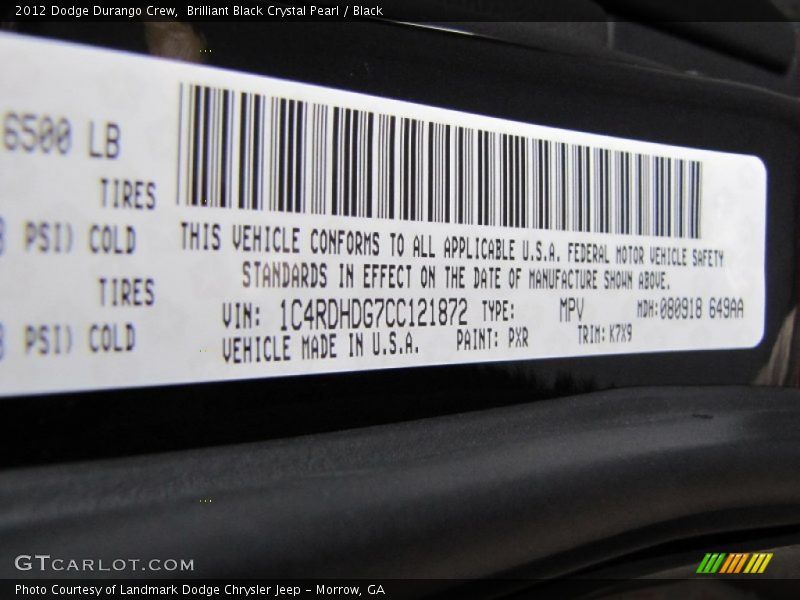 2012 Dodge Durango Crew,  Brilliant Black Crystal Pearl / Black
6500 LB
TIRES
PSI) COLD
TIRES
PSI) COLD
THIS VEHICLE CONFORMS TO ALL APPLICABLE U.S.A. FEDERAL MOTOR VEHICLE SAFETY
STANDARDS IN EFFECT ON THE DATE OF MANUFACTURE SHOWN ABOVE.
VIN: 1C4RDHDG7CC121872 TYPE: MPV MDH:080918 649AA
VEHICLE MADE IN U.S.A. PAINT: PXR TRIM:K7X9
GTCARLOT.COM
Photo Courtesy of Landmark Dodge Chrysler Jeep - Morrow, GA